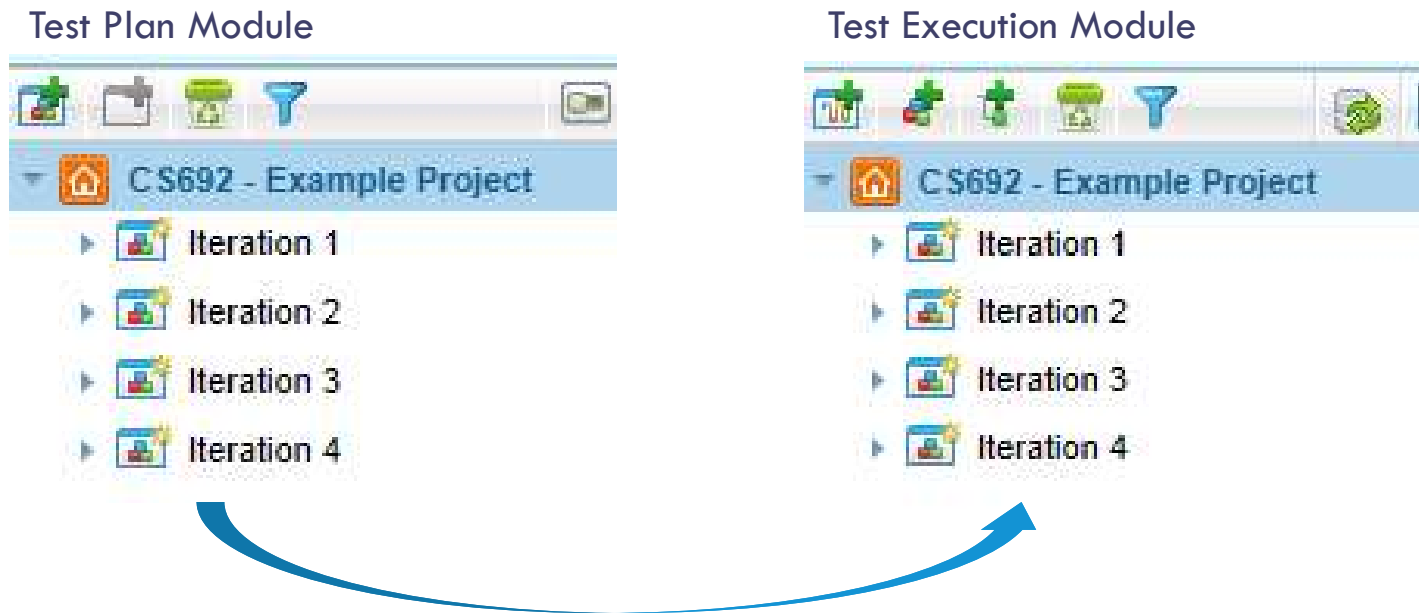 Test Plan Module
CS692 - Example Project
Iteration 1
Iteration 2
Iteration 3
Iteration 4
Test Execution Module
CS692 - Example Project
Iteration 1
Iteration 2
Iteration 3
Iteration 4